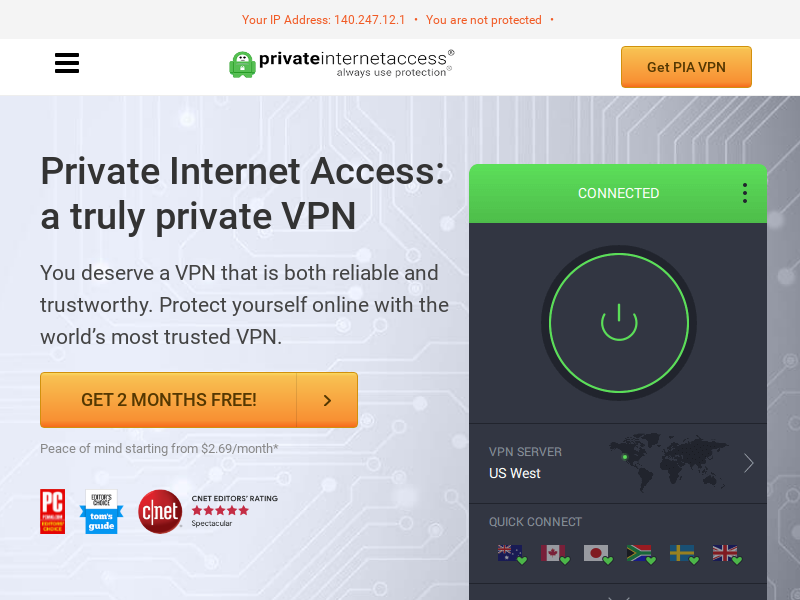 Your IP Address: 140.247.12.1 • You are not protected •
privateinternetaccess®
always use protection®
Get PIA VPN
Private Internet Access:
a truly private VPN
You deserve a VPN that is both reliable and
trustworthy. Protect yourself online with the
world's most trusted VPN.
GET 2 MONTHS FREE!
Peace of mind starting from $2.69/month*
PC
PCMAG.COM
EDITORS'
CHOICE
EDITOR'S
CHOICE
tom's
guide
c|net
CNET EDITORS' RATING
Spectacular
CONNECTED
VPN SERVER
US West
QUICK CONNECT